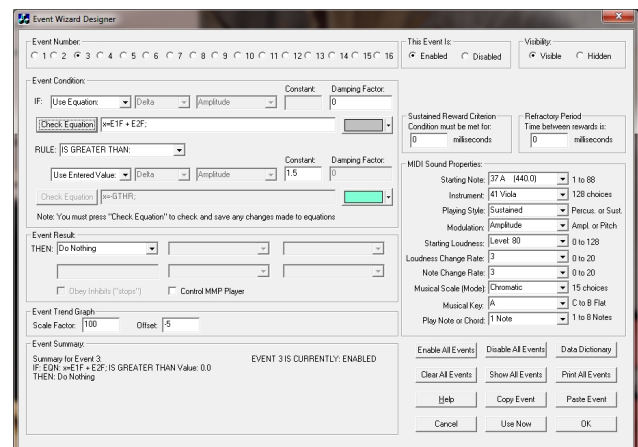 Event Wizard Designer
Event Number:
1 2 3 4 5 6 7 8 9 10 11 12 13 14 15 16
This Event Is:
Enabled Disabled
Visibility:
Visible Hidden
Event Condition:
Constant: Damping Factor:
IF: Use Equation: Delta Amplitude 0
Check Equation x=E1F + E2F;
RULE: IS GREATER THAN:
Constant: Damping Factor:
Use Entered Value: Delta Amplitude 1.5 0
Check Equation x=-GTHR;
Note: You must press "Check Equation" to check and save any changes made to equations
Sustained Reward Criterion
Condition must be met for:
0 milliseconds
Refractory Period
Time between rewards is:
0 milliseconds
MIDI Sound Properties:
Starting Note: 37 A (440.0) 1 to 88
Instrument: 41 Viola 128 choices
Playing Style: Sustained Percus. or Sust.
Modulation: Amplitude Ampl. or Pitch
Starting Loudness: Level: 80 0 to 128
Loudness Change Rate: 3 0 to 20
Note Change Rate: 3 0 to 20
Musical Scale (Mode): Chromatic 15 choices
Musical Key: A C to B Flat
Play Note or Chord: 1 Note 1 to 8 Notes
Event Result:
THEN: Do Nothing
Obey Inhibits ("stops") Control MMP Player
Event Trend Graph
Scale Factor: 100 Offset: -5
Event Summary:
Summary for Event 3: EVENT 3 IS CURRENTLY: ENABLED
IF: EQN: x=E1F + E2F; IS GREATER THAN Value: 0.0
THEN: Do Nothing
Enable All Events Disable All Events Data Dictionary
Clear All Events Show All Events Print All Events
Help Copy Event Paste Event
Cancel Use Now OK